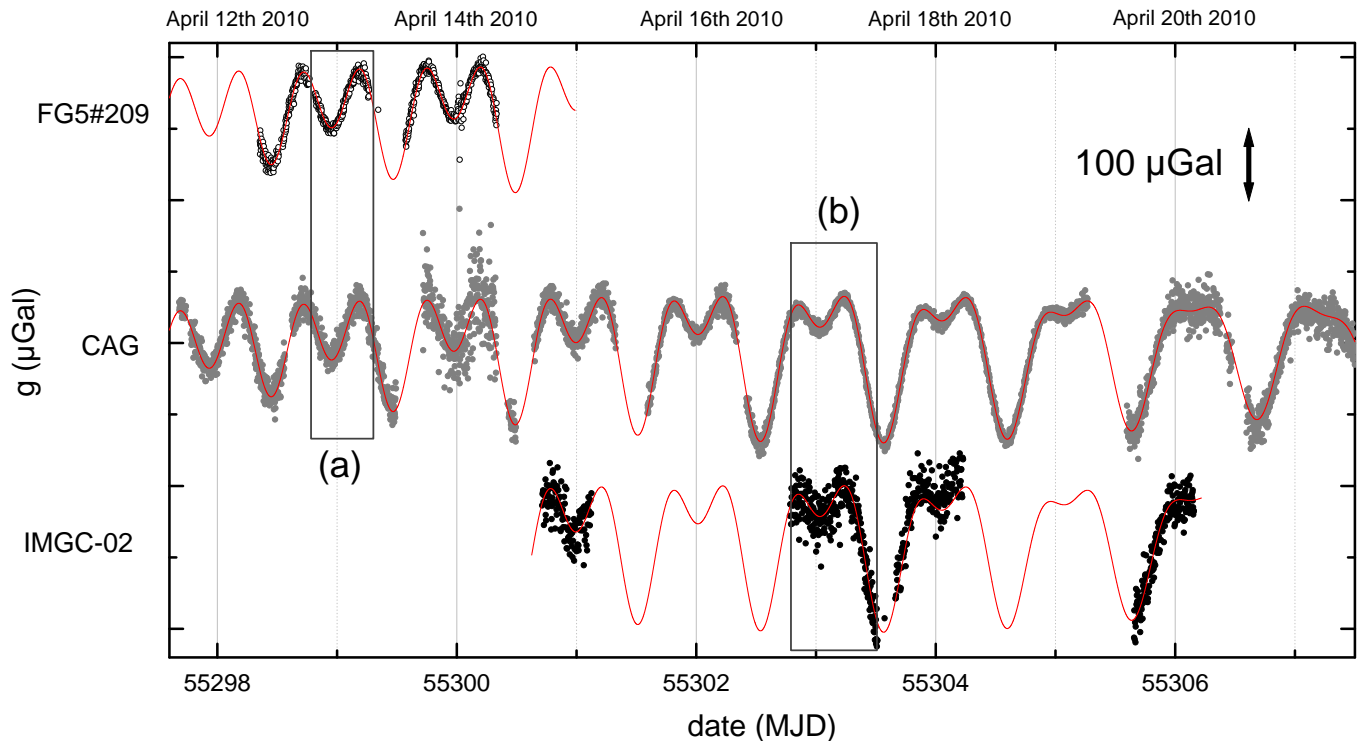 April 12th 2010 April 14th 2010 April 16th 2010 April 18th 2010 April 20th 2010
FG5#209
100 µGal
(b)
CAG
g (µGal)
(a)
IMGC-02
55298 55300 55302 55304 55306
date (MJD)